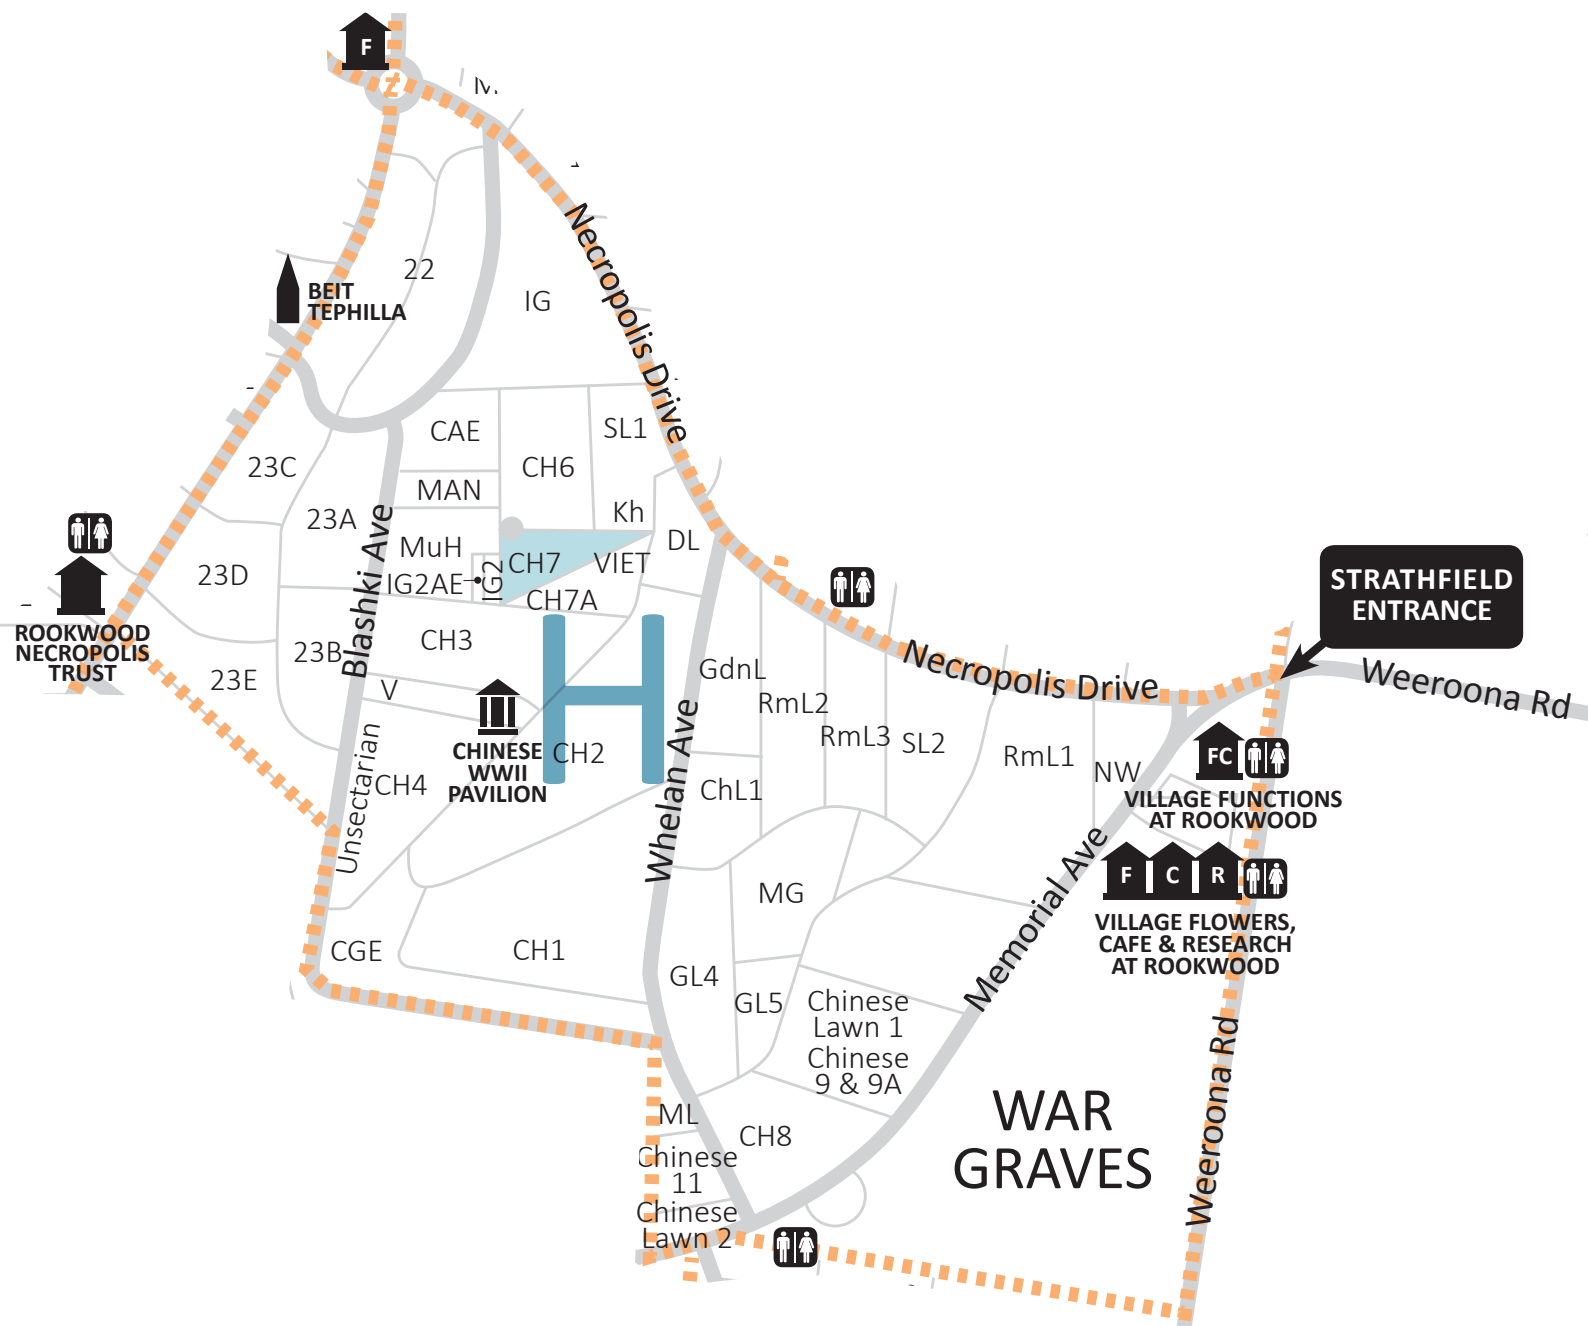 F
22
BEIT
TEPHILLA
IG
Necropolis Drive
CAE
SL1
23C
CH6
MAN
Kh
23A
DL
MuH
CH7
VIET
23D
IG2AE
IG2
CH7A
Blashki Ave
STRATHFIELD
ENTRANCE
ROOKWOOD
NECROPOLIS
TRUST
CH3
23B
23E
V
H
GdnL
RmL2
Necropolis Drive
Weeroona Rd
RmL3
SL2
RmL1
NW
CHINESE
WWII
PAVILION
CH2
CH4
Unsectarian
Whelan Ave
ChL1
FC
VILLAGE FUNCTIONS
AT ROOKWOOD
F
C
R
VILLAGE FLOWERS,
CAFE & RESEARCH
AT ROOKWOOD
Memorial Ave
MG
CGE
CH1
GL4
GL5
Chinese
Lawn 1
Chinese
9 & 9A
Weeroona Rd
WAR
GRAVES
ML
CH8
Chinese
11
Chinese
Lawn 2